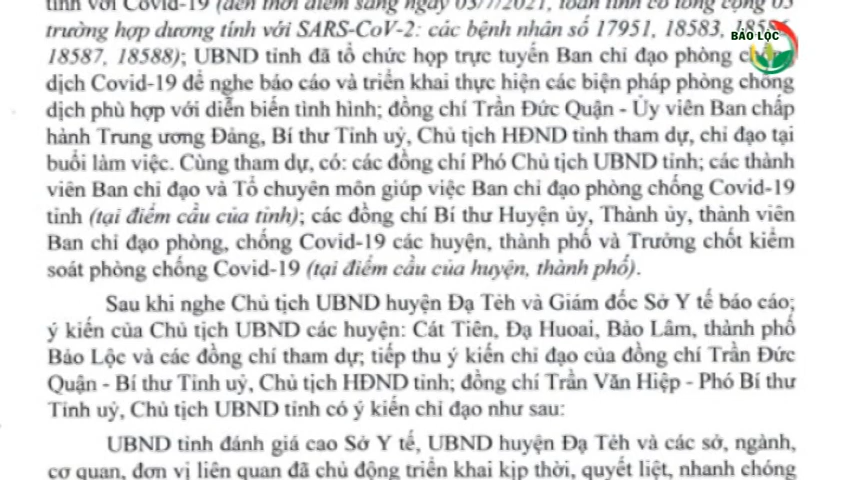 tính với Covid-19 (đến thời điểm sáng ngày 05/7/2021, toàn tỉnh có tổng cộng 05
trường hợp dương tính với SARS-CoV-2: các bệnh nhân số 17951, 18583, 18586,
18587, 18588); UBND tỉnh đã tổ chức họp trực tuyến Ban chỉ đạo phòng chống
dịch Covid-19 để nghe báo cáo và triển khai thực hiện các biện pháp phòng chống
dịch phù hợp với diễn biến tình hình; đồng chí Trần Đức Quận - Ủy viên Ban chấp
hành Trung ương Đảng, Bí thư Tỉnh uỷ, Chủ tịch HĐND tỉnh tham dự, chỉ đạo tại
buổi làm việc. Cùng tham dự, có: các đồng chí Phó Chủ tịch UBND tỉnh; các thành
viên Ban chỉ đạo và Tổ chuyên môn giúp việc Ban chỉ đạo phòng chống Covid-19
tỉnh (tại điểm cầu của tỉnh); các đồng chí Bí thư Huyện ủy, Thành ủy, thành viên
Ban chỉ đạo phòng, chống Covid-19 các huyện, thành phố và Trưởng chốt kiểm
soát phòng chống Covid-19 (tại điểm cầu của huyện, thành phố).
Sau khi nghe Chủ tịch UBND huyện Đạ Tẻh và Giám đốc Sở Y tế báo cáo;
ý kiến của Chủ tịch UBND các huyện: Cát Tiên, Đạ Huoai, Bảo Lâm, thành phố
Bảo Lộc và các đồng chí tham dự; tiếp thu ý kiến chỉ đạo của đồng chí Trần Đức
Quận - Bí thư Tỉnh uỷ, Chủ tịch HĐND tỉnh; đồng chí Trần Văn Hiệp - Phó Bí thư
Tỉnh uỷ, Chủ tịch UBND tỉnh có ý kiến chỉ đạo như sau:
UBND tỉnh đánh giá cao Sở Y tế, UBND huyện Đạ Tẻh và các sở, ngành,
cơ quan, đơn vị liên quan đã chủ động triển khai kịp thời, quyết liệt, nhanh chóng
BẢO LỘC